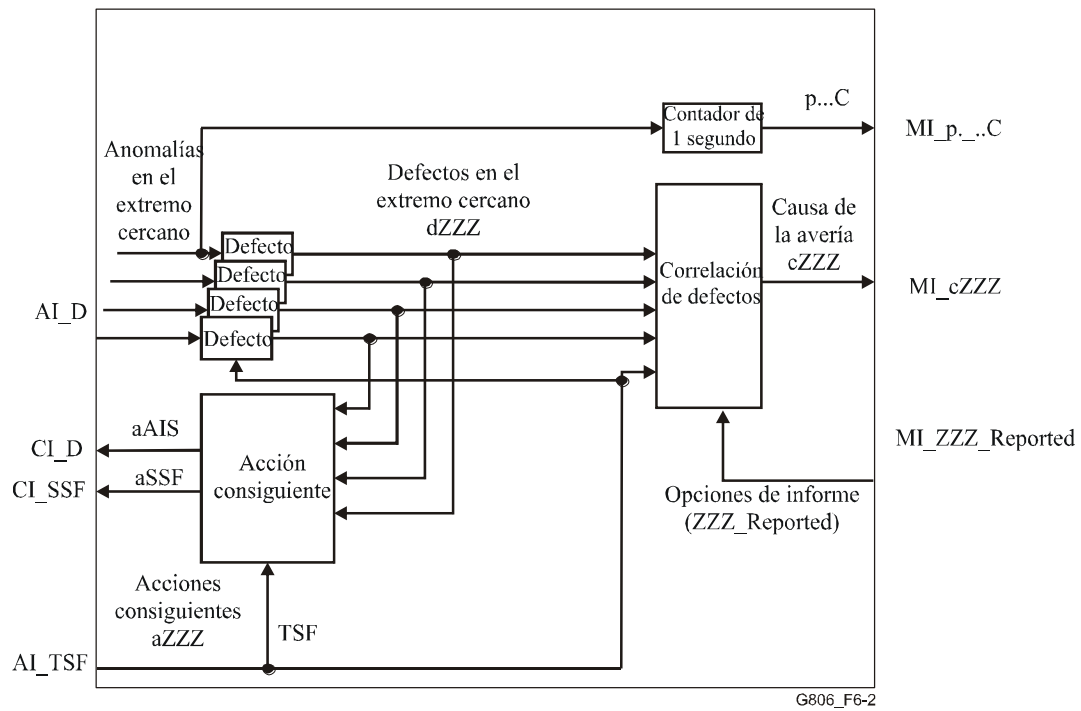 p...C
Contador de
1 segundo
MI_p._..C
Anomalías
en el
extremo
cercano
Defectos en el
extremo cercano
dZZZ
Causa de
la avería
cZZZ
Defecto
Defecto
Defecto
Defecto
Correlación
de defectos
MI_cZZZ
AI_D
aAIS
CI_D
aSSF
CI_SSF
Acción
consiguiente
MI_ZZZ_Reported
Opciones de informe
(ZZZ_Reported)
Acciones
consiguientes
aZZZ
TSF
AI_TSF
G806_F6-2